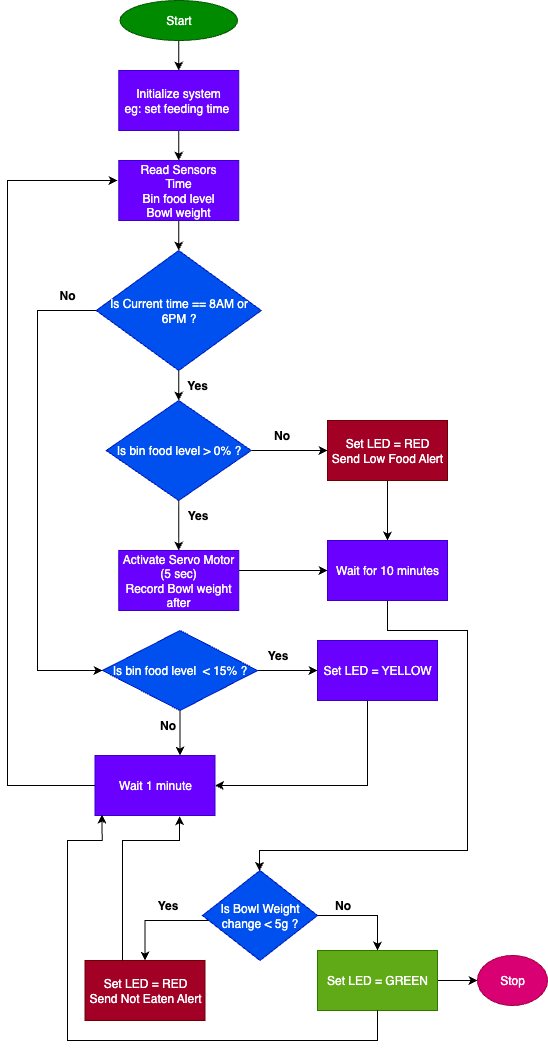 Start
Initialize system
eg: set feeding time
Read Sensors
Time
Bin food level
Bowl weight
No
Is Current time == 8AM or
6PM ?
Yes
Is bin food level > 0% ?
No
Set LED = RED
Send Low Food Alert
Yes
Activate Servo Motor
(5 sec)
Record Bowl weight
after
Wait for 10 minutes
Is bin food level  < 15% ?
Yes
Set LED = YELLOW
No
Wait 1 minute
Is Bowl Weight
change < 5g ?
Yes
No
Set LED = RED
Send Not Eaten Alert
Set LED = GREEN
Stop